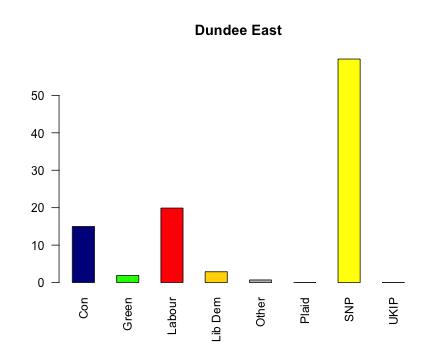 Dundee East
50
40
30
20
10
0
Con
Green
Labour
Lib Dem
Other
Plaid
SNP
UKIP